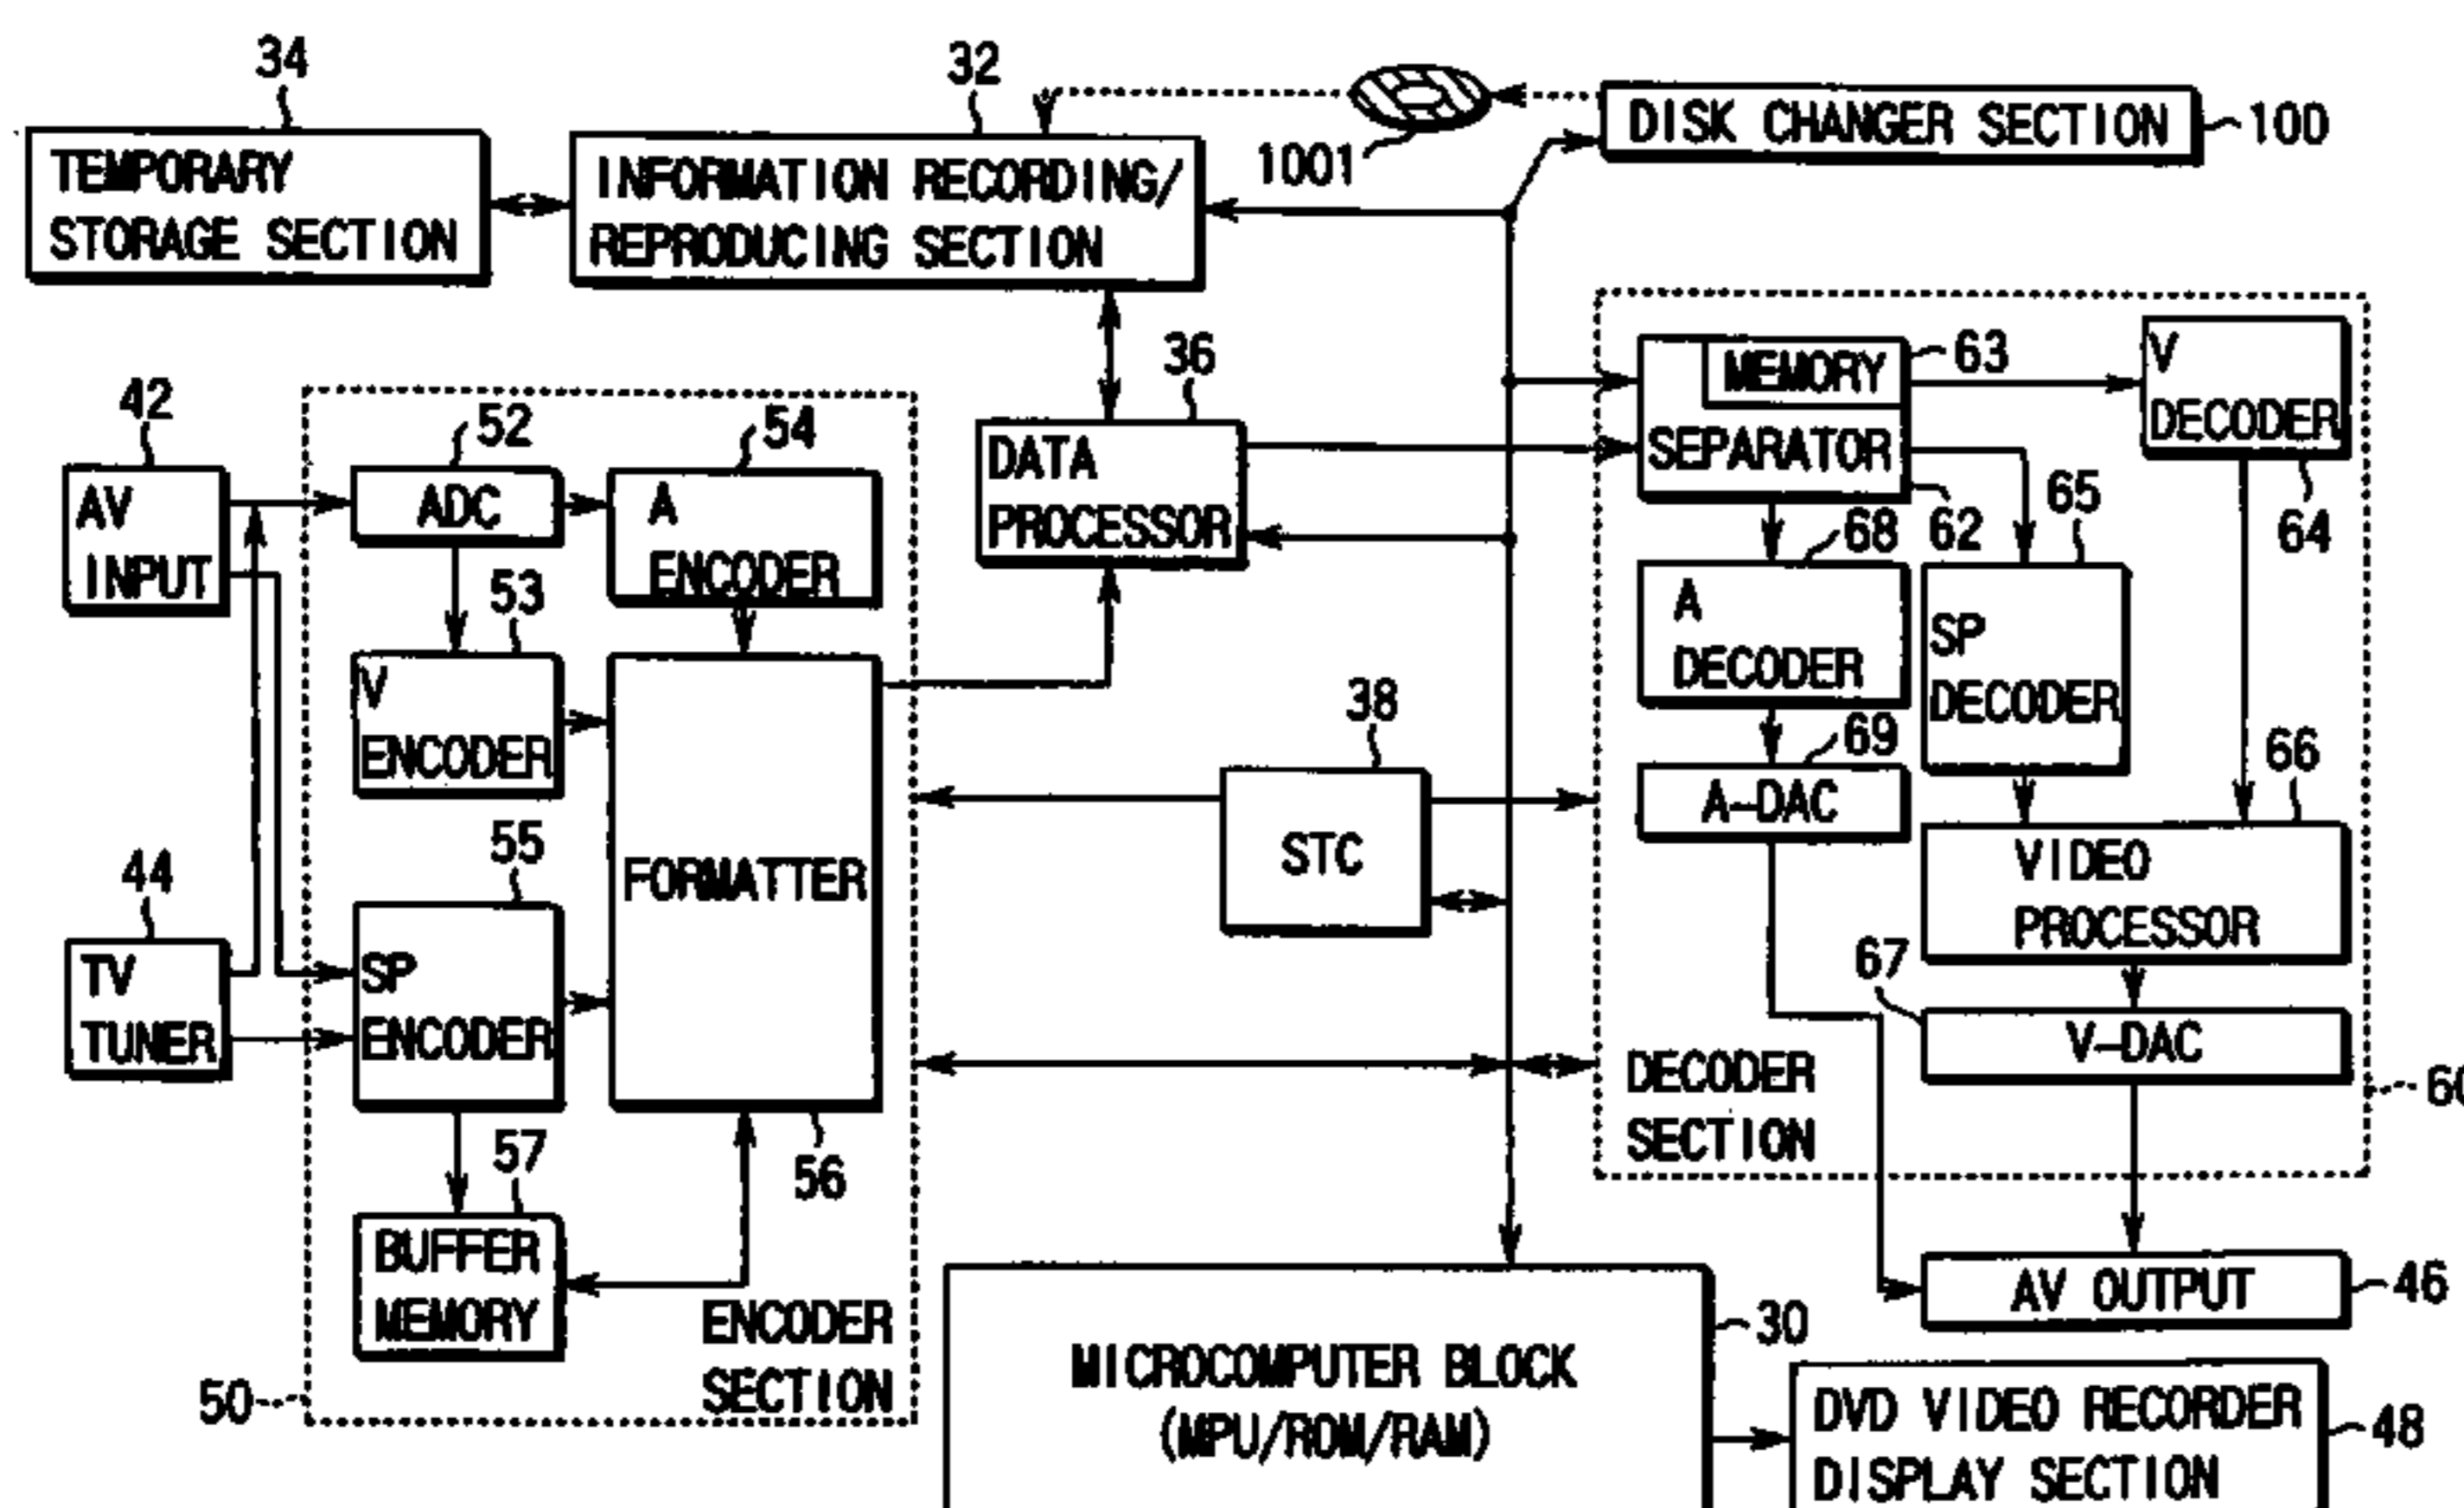 34
32
1001
DISK CHANGER SECTION
100
TEMPORARY
STORAGE SECTION
INFORMATION RECORDING/
REPRODUCING SECTION
42
AV
INPUT
44
TV
TUNER
52
ADC
54
A
ENCODER
53
V
ENCODER
55
SP
ENCODER
FORMATTER
56
57
BUFFER
MEMORY
ENCODER
SECTION
50
36
DATA
PROCESSOR
38
STC
MEMORY
63
SEPARATOR
62
V
DECODER
64
65
SP
DECODER
68
A
DECODER
69
A-DAC
66
VIDEO
PROCESSOR
67
V-DAC
DECODER
SECTION
AV OUTPUT
46
MICROCOMPUTER BLOCK
(MPU/ROM/RAM)
30
DVD VIDEO RECORDER
DISPLAY SECTION
48